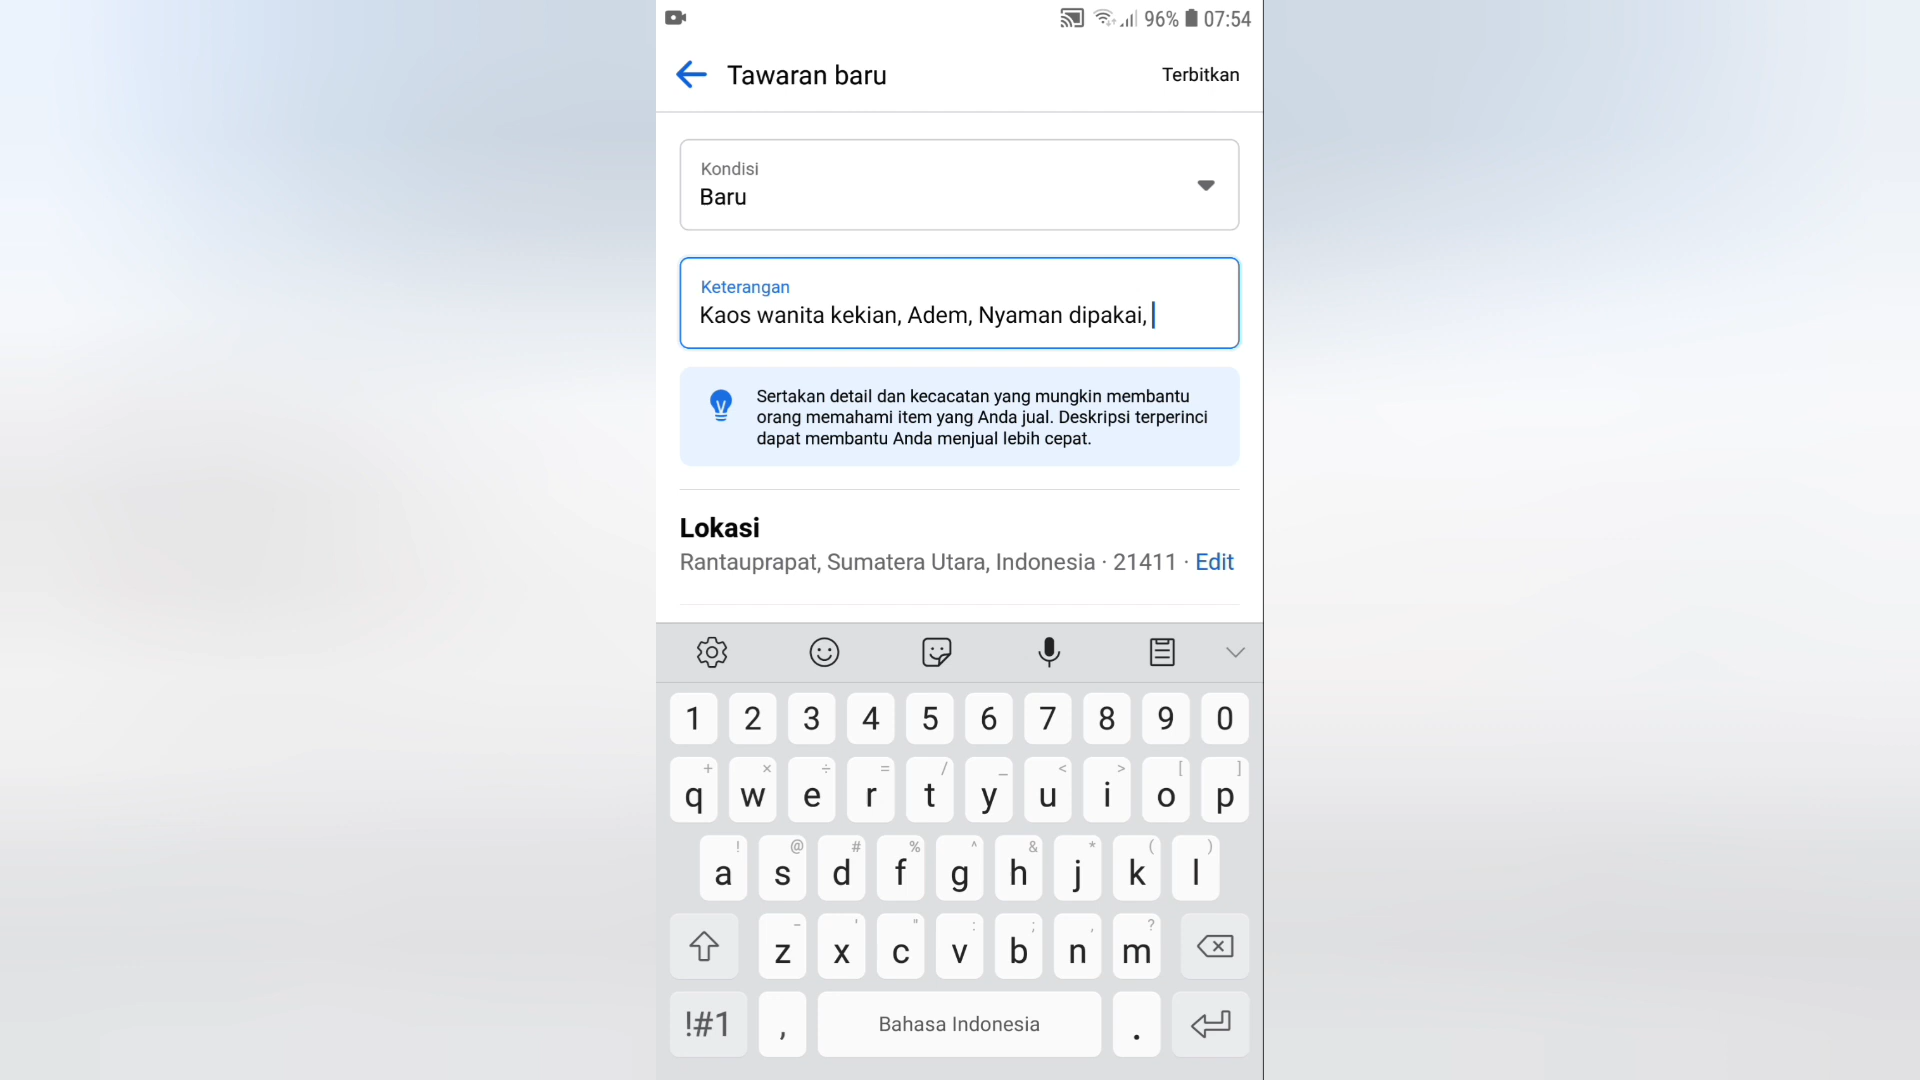 96% 07:54
Tawaran baru Terbitkan
Kondisi
Baru
Keterangan
Kaos wanita kekian, Adem, Nyaman dipakai,
Sertakan detail dan kecacatan yang mungkin membantu
orang memahami item yang Anda jual. Deskripsi terperinci
dapat membantu Anda menjual lebih cepat.
Lokasi
Rantauprapat, Sumatera Utara, Indonesia · 21411 · Edit
1 2 3 4 5 6 7 8 9 0
+ × ÷ = / _ < > [ ]
q w e r t y u i o p
! @ # % ^ & * ( )
a s d f g h j k l
- ' " : ; , ?
z x c v b n m
!#1 , Bahasa Indonesia .